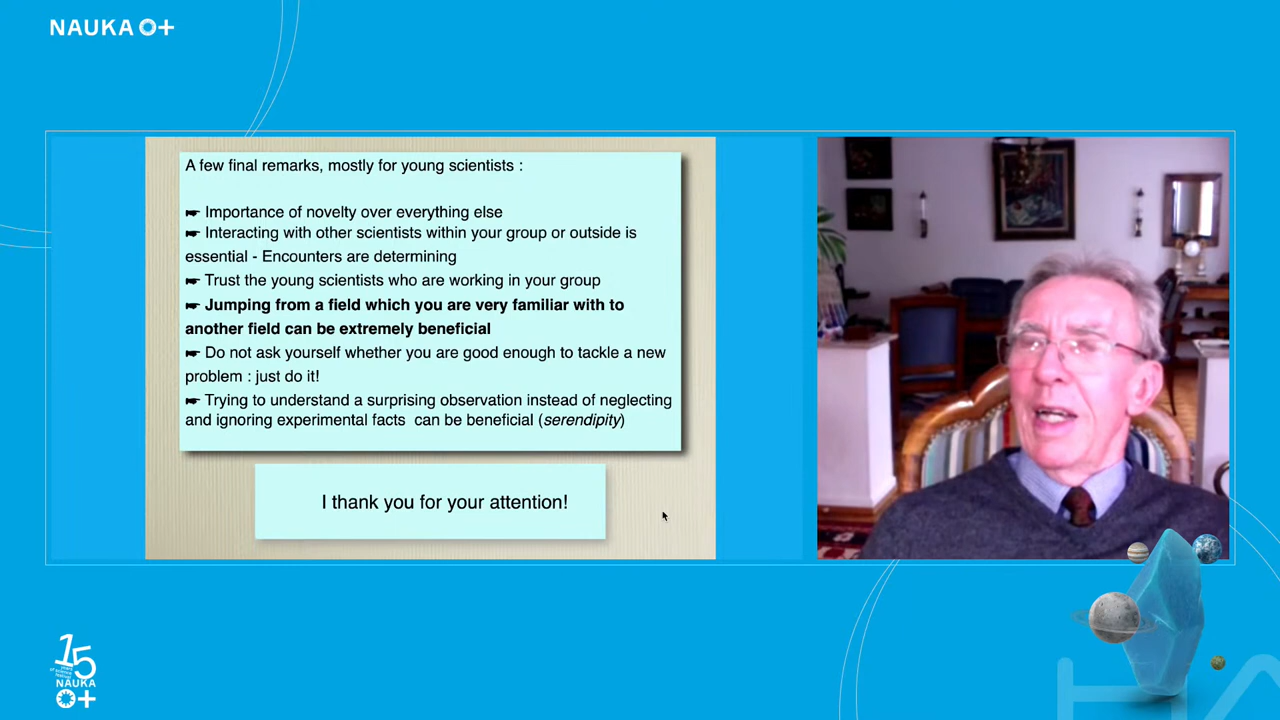 NAUKA O+
A few final remarks, mostly for young scientists :
☛ Importance of novelty over everything else
☛ Interacting with other scientists within your group or outside is
essential - Encounters are determining
☛ Trust the young scientists who are working in your group
☛ Jumping from a field which you are very familiar with to
another field can be extremely beneficial
☛ Do not ask yourself whether you are good enough to tackle a new
problem : just do it!
☛ Trying to understand a surprising observation instead of neglecting
and ignoring experimental facts can be beneficial (serendipity)
I thank you for your attention!
15
years
of science
festival
NAUKA
O+